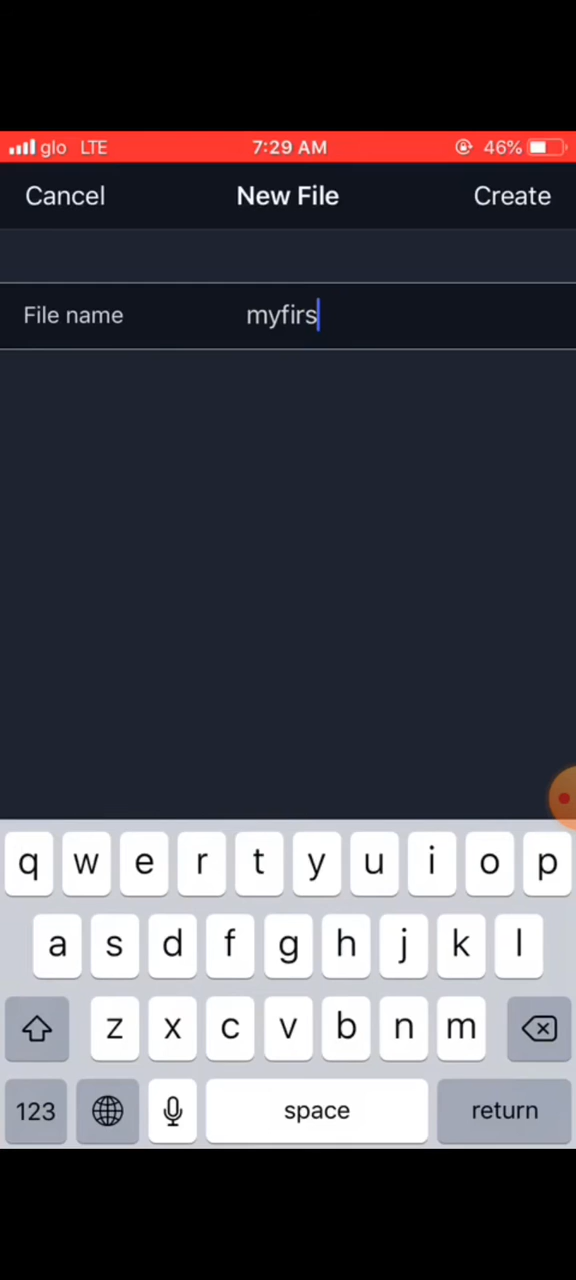 glo LTE 7:29 AM 46%
Cancel New File Create
File name myfirs
q w e r t y u i o p
a s d f g h j k l
z x c v b n m
123 space return